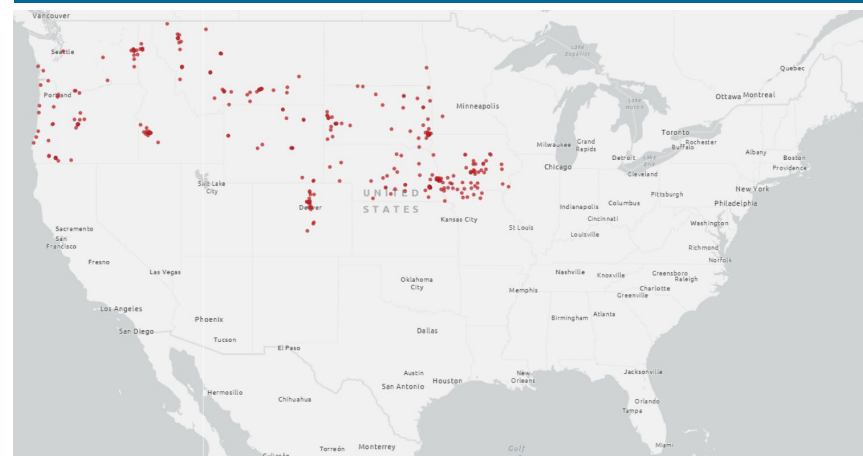 Vancouver
Seattle
Lake
Superior
Quebec
Portland
Ottawa
Montreal
Minneapolis
Lake
Huron
Toronto
Rochester
Milwaukee
Grand
Rapids
Buffalo
Albany
Boston
Detroit
Lake
Erie
Providence
Chicago
Cleveland
Salt Lake
City
UNITED
STATES
New York
Pittsburgh
Philadelphia
Denver
Indianapolis
Columbus
Kansas City
Cincinnati
Washington
Sacramento
St Louis
Louisville
San
Francisco
Richmond
Norfolk
Fresno
Las Vegas
Nashville
Knoxville
Greensboro
Raleigh
Oklahoma
City
Charlotte
Memphis
Greenville
Los Angeles
Phoenix
Birmingham
Atlanta
San Diego
Dallas
Tucson
El Paso
Austin
New
Orleans
Jacksonville
San Antonio
Houston
Hermosillo
Chihuahua
Orlando
Tampa
Torreón
Monterrey
Gulf
Miami